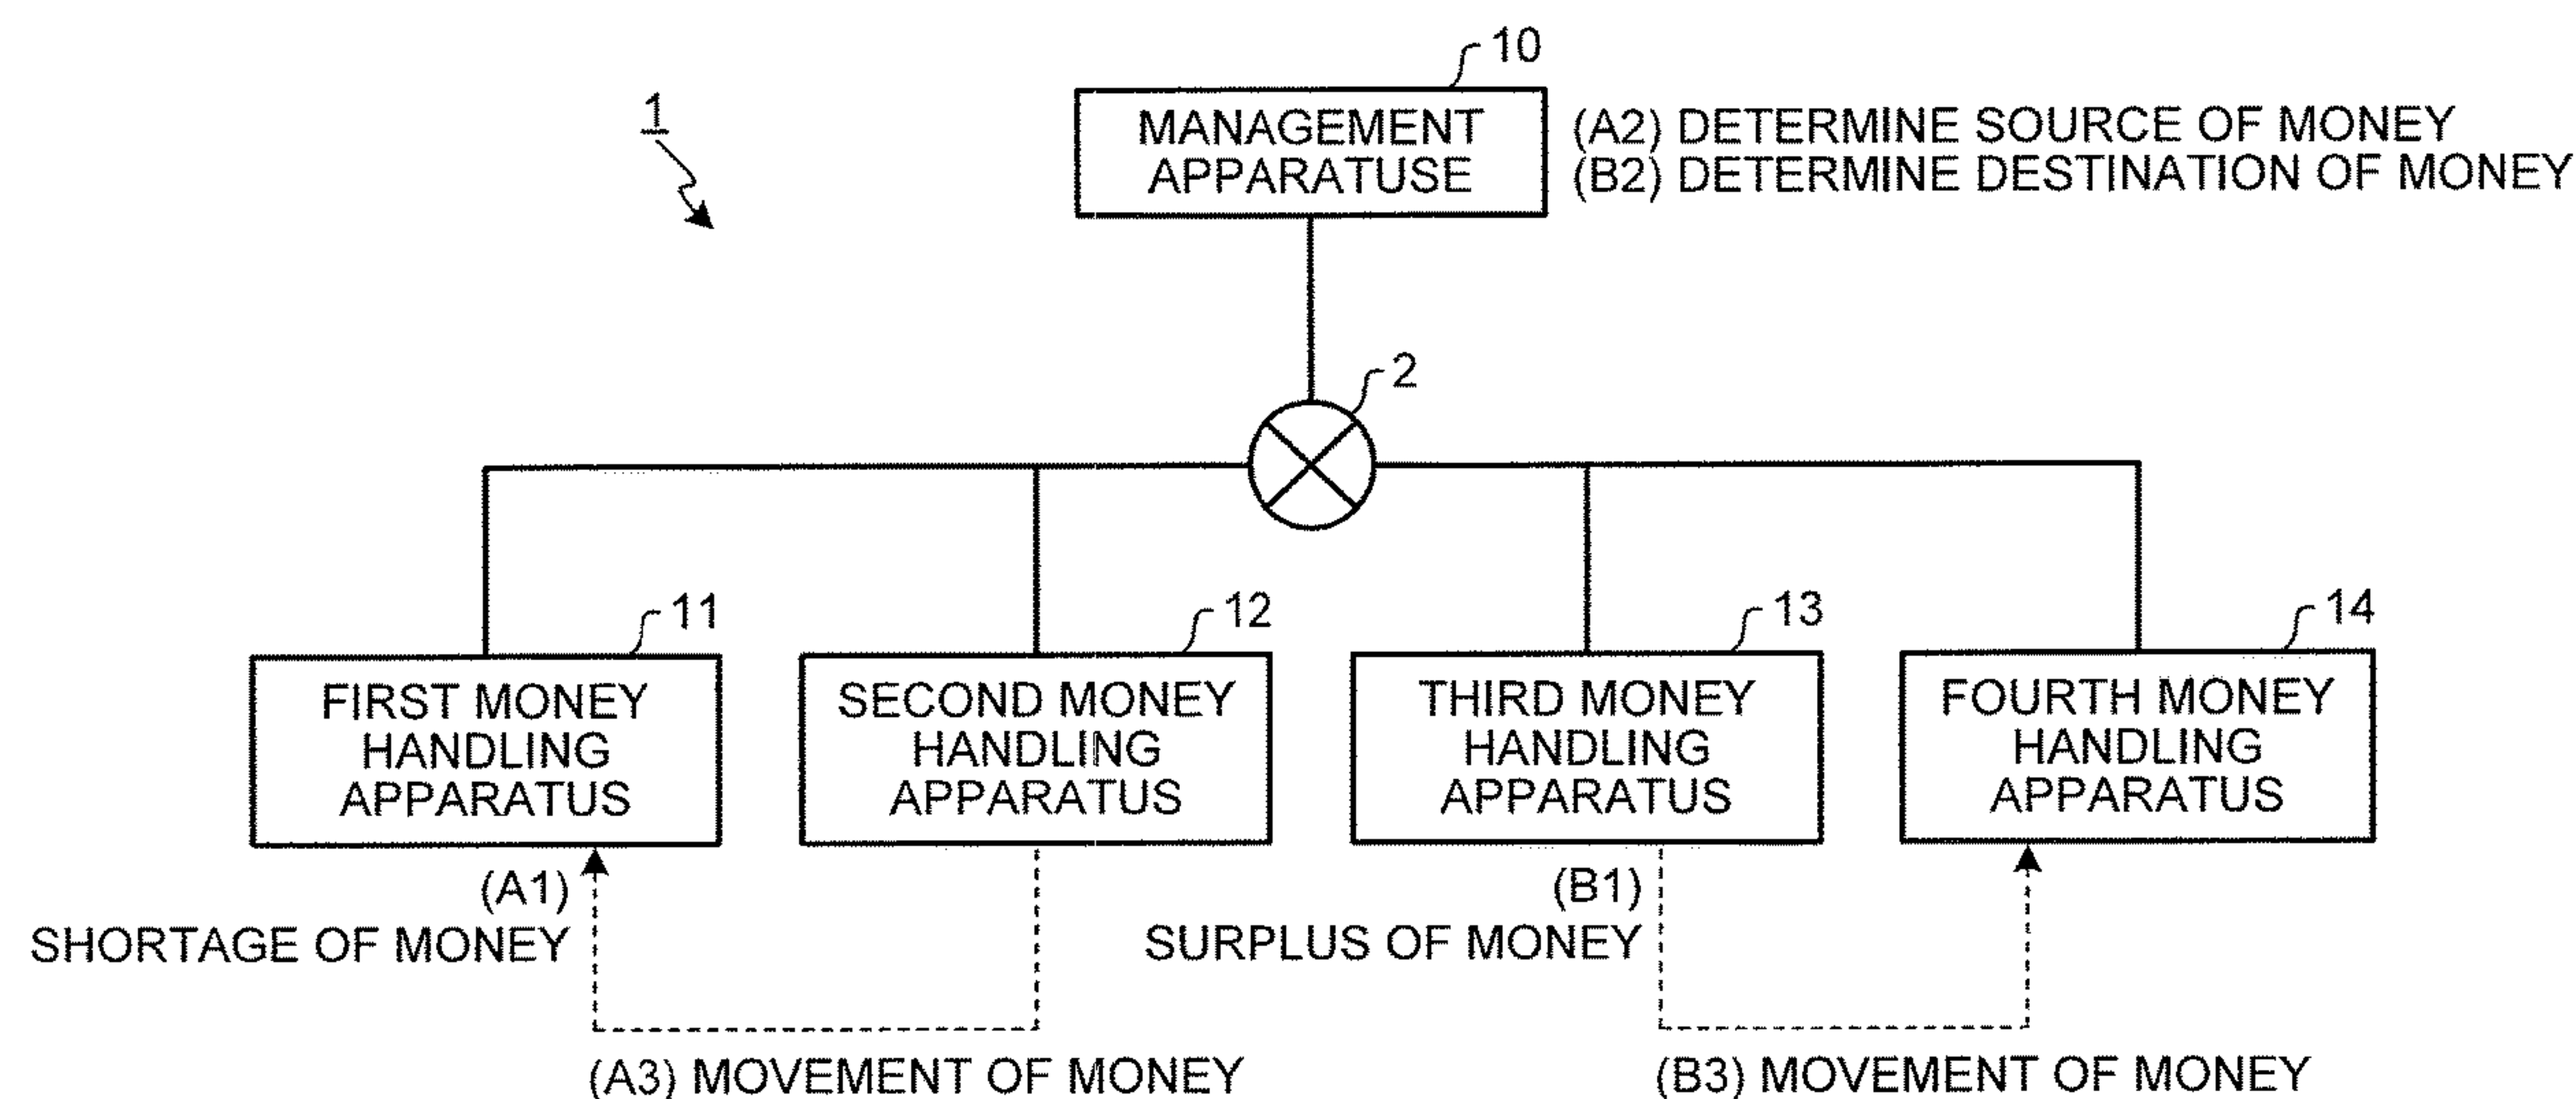 10
1
MANAGEMENT
APPARATUSE
(A2) DETERMINE SOURCE OF MONEY
(B2) DETERMINE DESTINATION OF MONEY
2
11
12
13
14
FIRST MONEY
HANDLING
APPARATUS
SECOND MONEY
HANDLING
APPARATUS
THIRD MONEY
HANDLING
APPARATUS
FOURTH MONEY
HANDLING
APPARATUS
(A1)
SHORTAGE OF MONEY
(B1)
SURPLUS OF MONEY
(A3) MOVEMENT OF MONEY
(B3) MOVEMENT OF MONEY